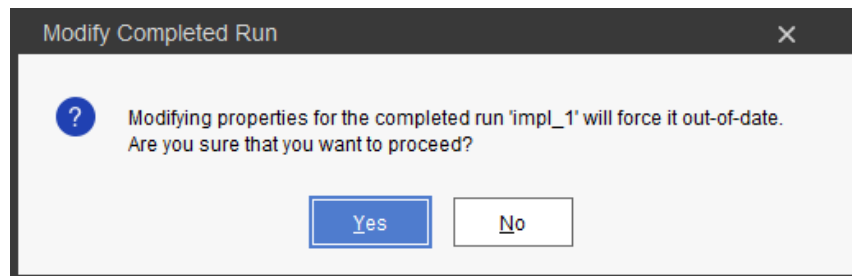 Modify Completed Run
Modifying properties for the completed run 'impl_1' will force it out-of-date.
Are you sure that you want to proceed?
Yes
No